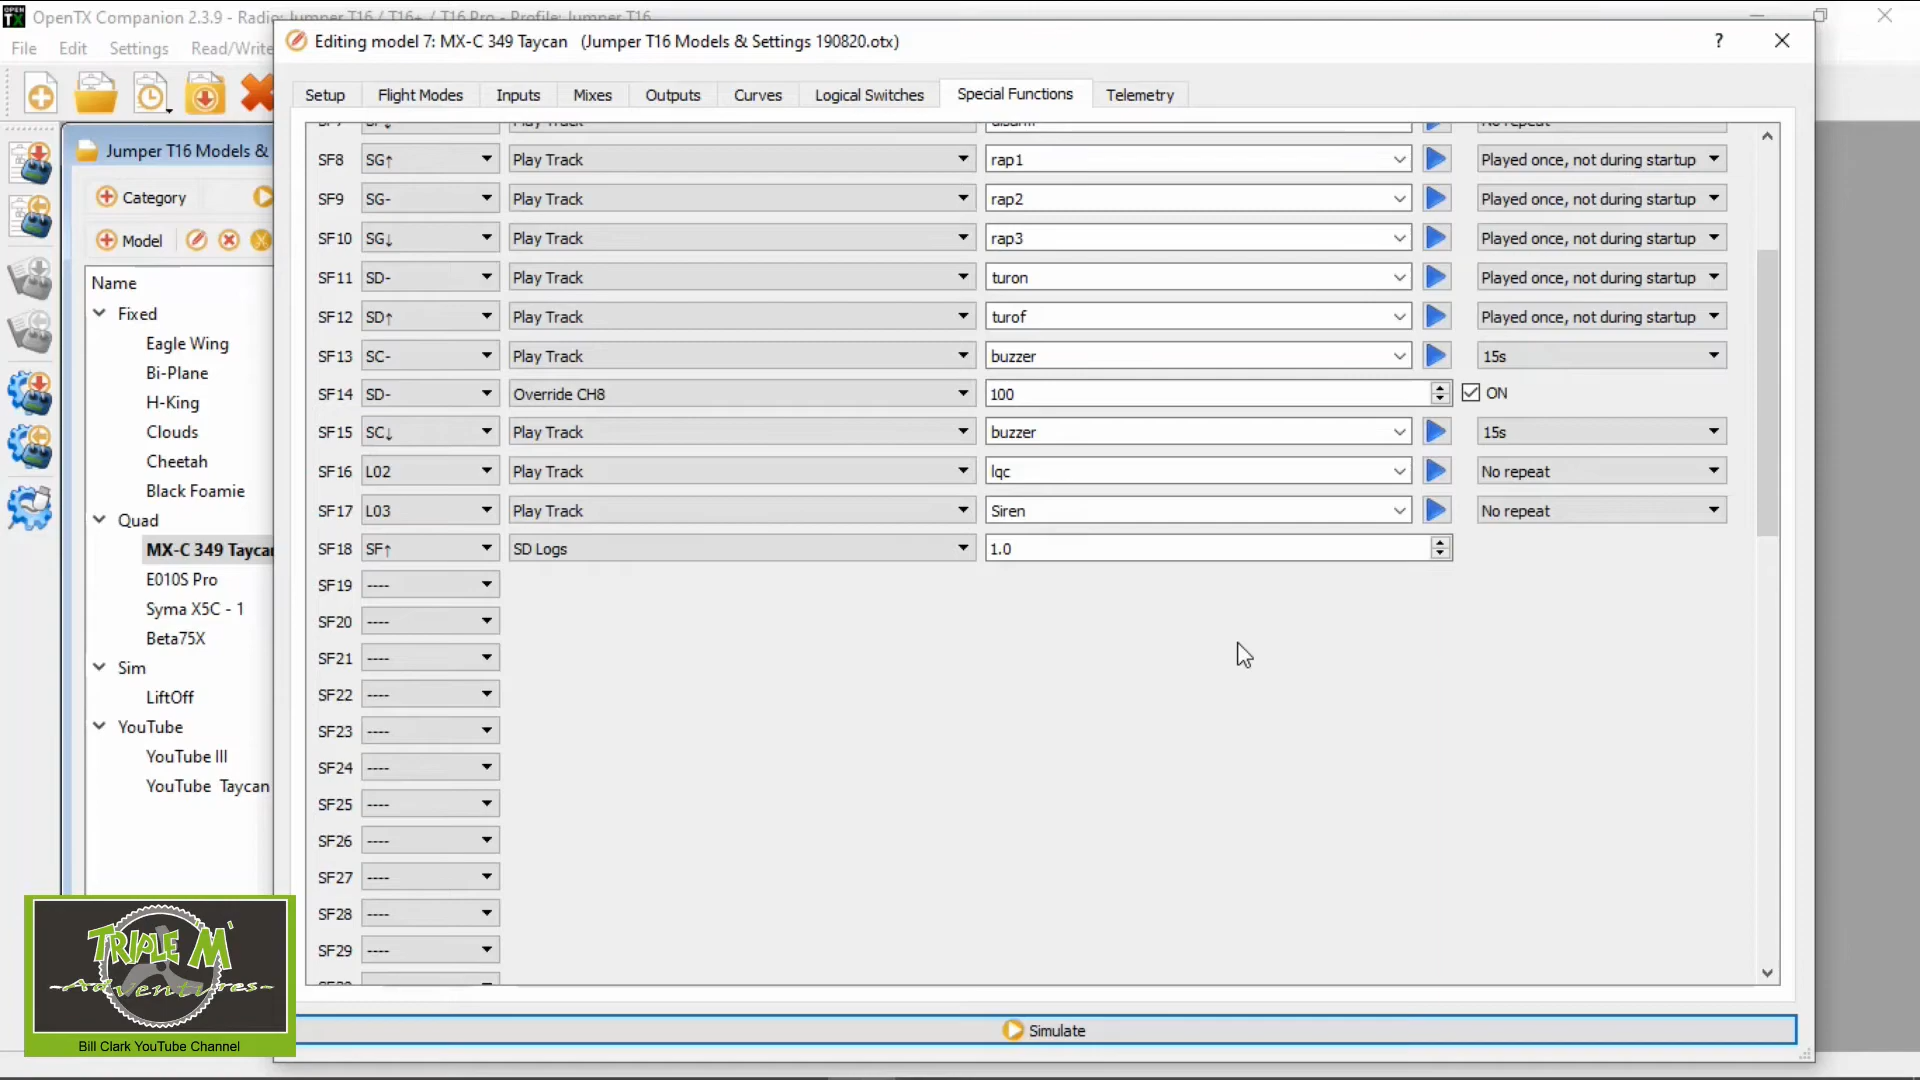 OpenTX Companion 2.3.9 - Radio: Jumper T16 / T16+ / T16 Pro - Profile: Jumper T16
File Edit Settings Read/Write
Editing model 7: MX-C 349 Taycan (Jumper T16 Models & Settings 190820.otx)
?
Setup Flight Modes Inputs Mixes Outputs Curves Logical Switches Special Functions Telemetry
Jumper T16 Models &
Category
Model
Name
Fixed
Eagle Wing
Bi-Plane
H-King
Clouds
Cheetah
Black Foamie
Quad
MX-C 349 Taycan
E010S Pro
Syma X5C - 1
Beta75X
Sim
LiftOff
YouTube
YouTube III
YouTube Taycan
SF8 SG↑ Play Track rap1 Played once, not during startup
SF9 SG- Play Track rap2 Played once, not during startup
SF10 SG↓ Play Track rap3 Played once, not during startup
SF11 SD- Play Track turon Played once, not during startup
SF12 SD↑ Play Track turof Played once, not during startup
SF13 SC- Play Track buzzer 15s
SF14 SD- Override CH8 100 ON
SF15 SC↓ Play Track buzzer 15s
SF16 L02 Play Track lqc No repeat
SF17 L03 Play Track Siren No repeat
SF18 SF↑ SD Logs 1.0
SF19 ----
SF20 ----
SF21 ----
SF22 ----
SF23 ----
SF24 ----
SF25 ----
SF26 ----
SF27 ----
SF28 ----
SF29 ----
Simulate
TRIPLE M
-Adventures-
Bill Clark YouTube Channel